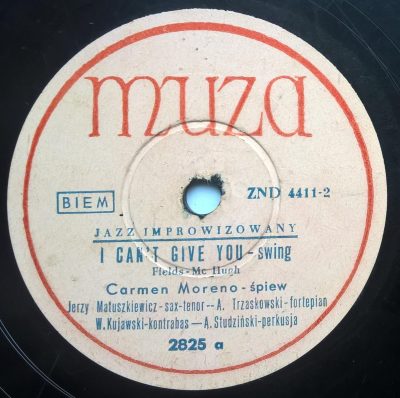 muza
BIEM
ZND 4411-2
JAZZ IMPROWIZOWANY
I CAN'T GIVE YOU - swing
Fields - Mc Hugh
Carmen Moreno - śpiew
Jerzy Matuszkiewicz - sax-tenor — A. Trzaskowski - fortepian
W. Kujawski - kontrabas — A. Studziński - perkusja
2825 a